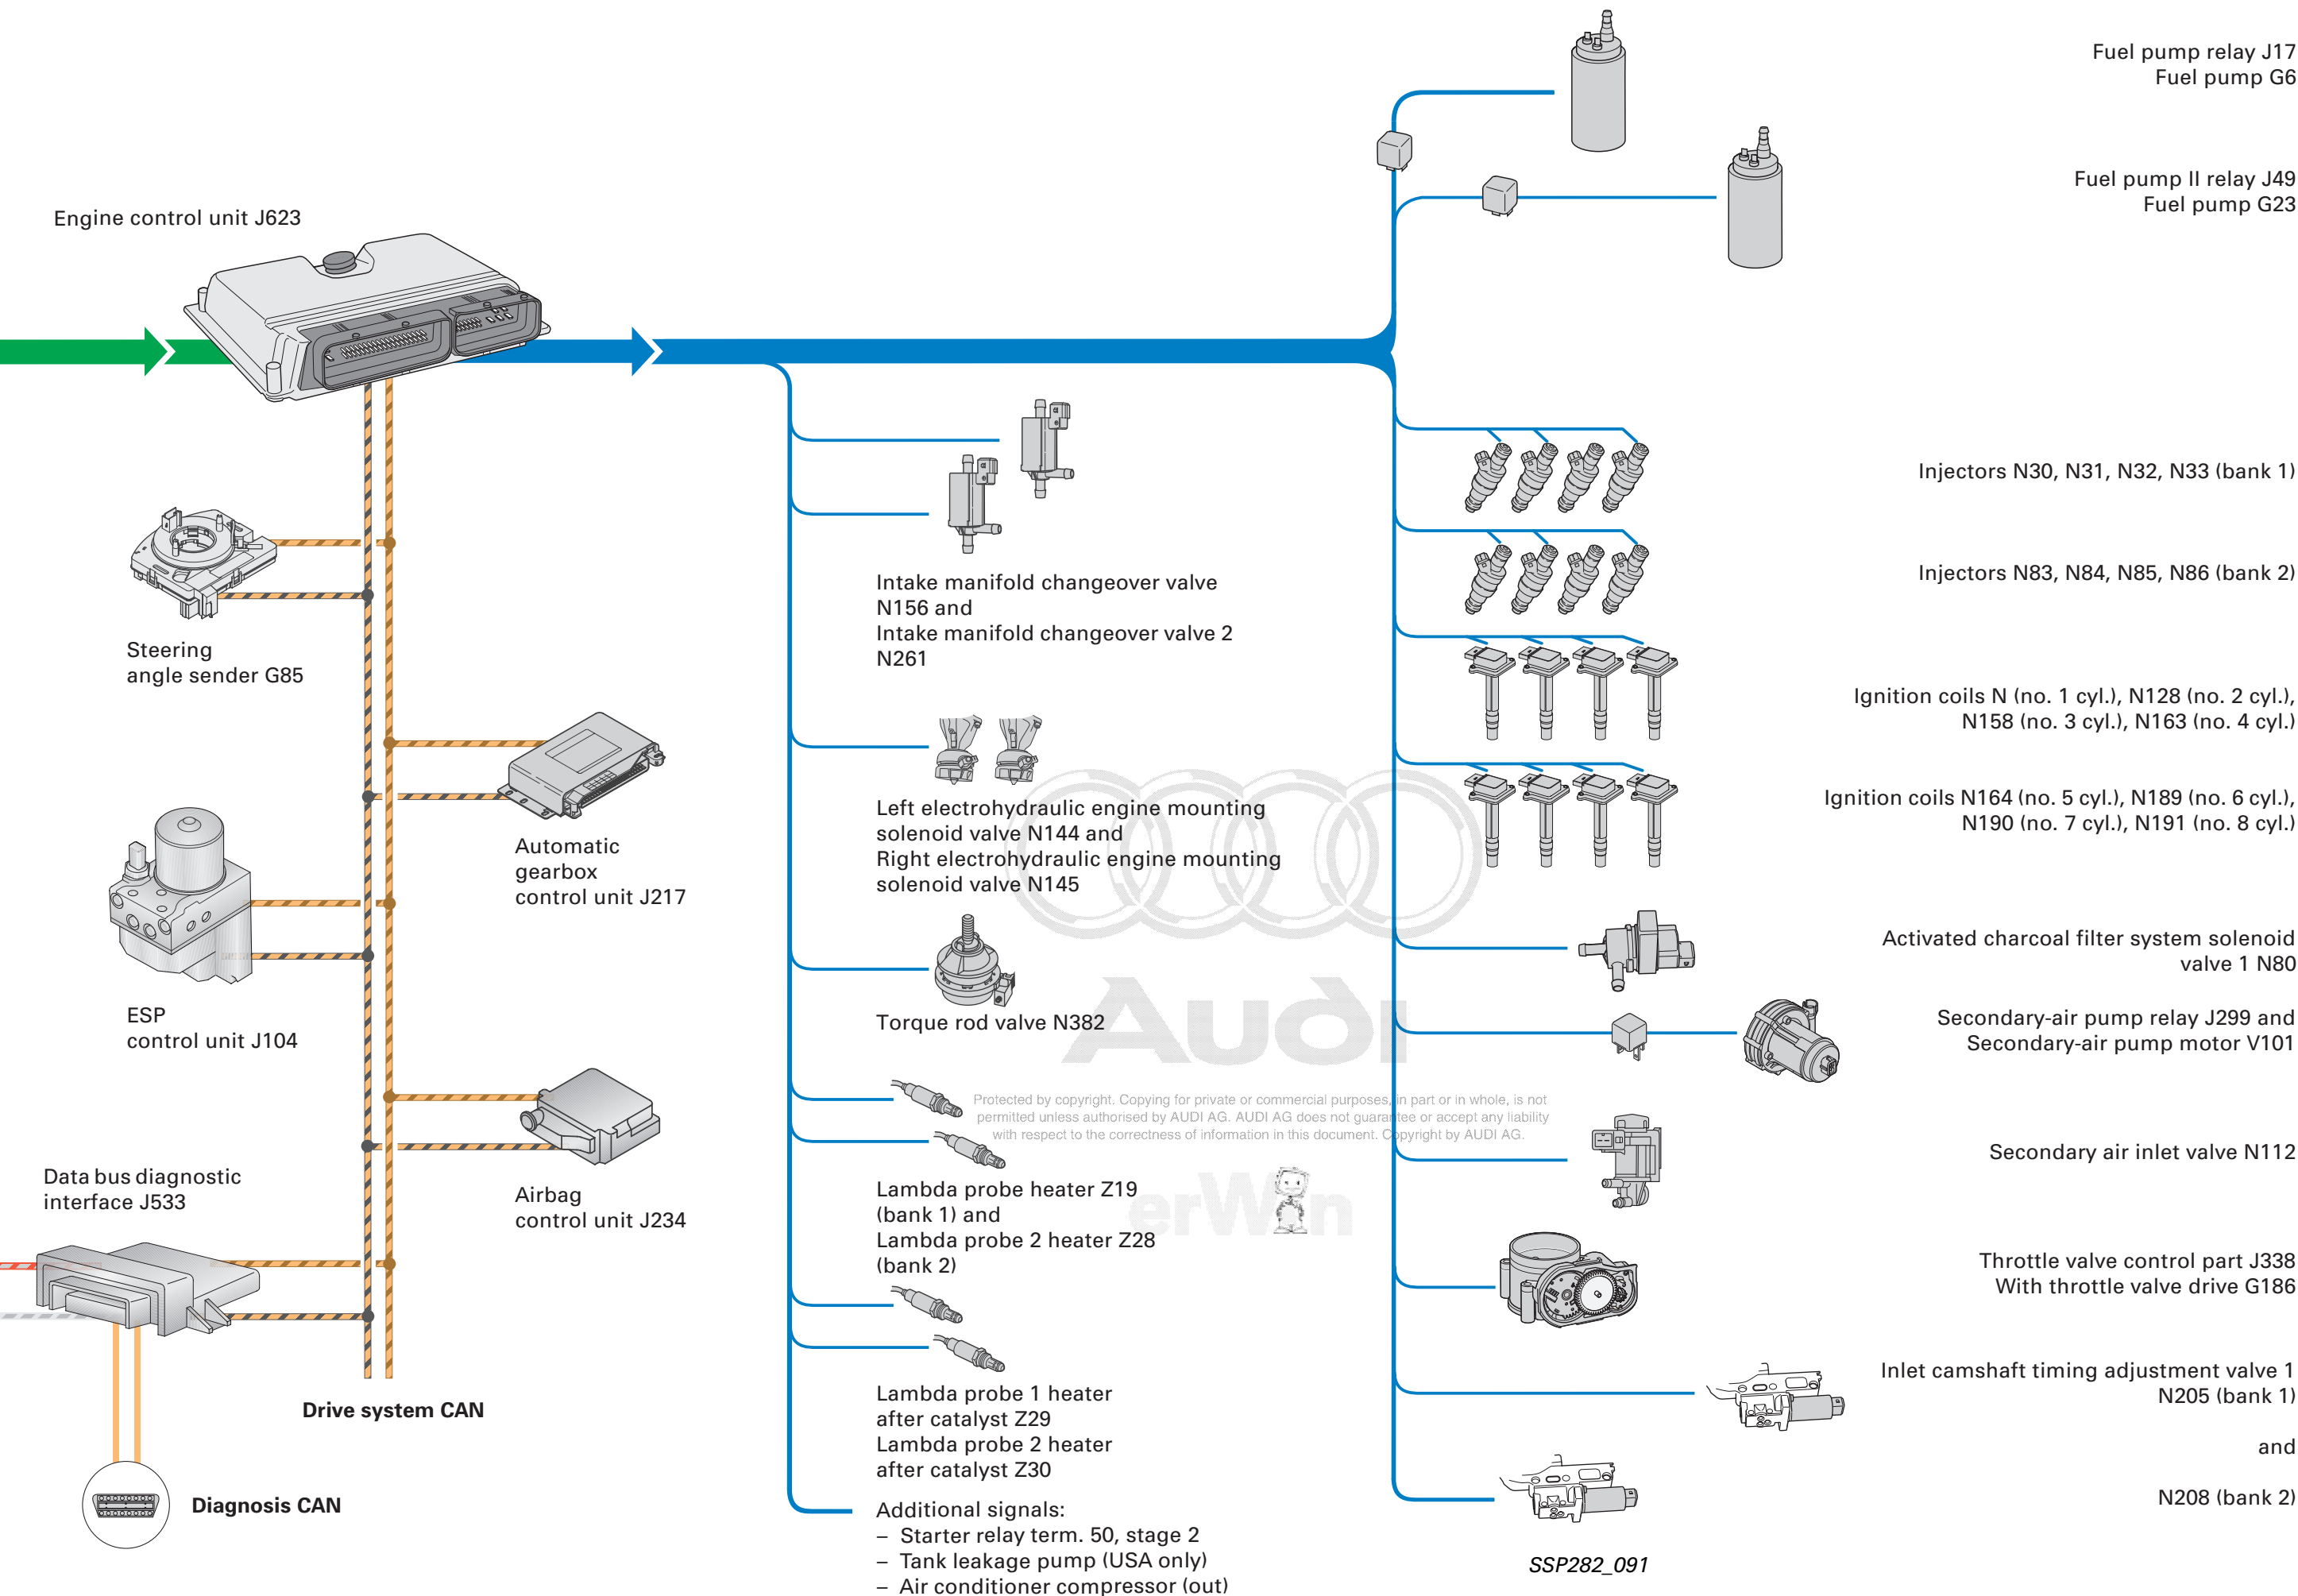 Engine control unit J623
Steering
angle sender G85
Automatic
gearbox
control unit J217
ESP
control unit J104
Airbag
control unit J234
Data bus diagnostic
interface J533
Drive system CAN
Diagnosis CAN
Intake manifold changeover valve
N156 and
Intake manifold changeover valve 2
N261
Left electrohydraulic engine mounting
solenoid valve N144 and
Right electrohydraulic engine mounting
solenoid valve N145
Torque rod valve N382
Lambda probe heater Z19
(bank 1) and
Lambda probe 2 heater Z28
(bank 2)
Lambda probe 1 heater
after catalyst Z29
Lambda probe 2 heater
after catalyst Z30
Additional signals:
– Starter relay term. 50, stage 2
– Tank leakage pump (USA only)
– Air conditioner compressor (out)
Audi
Protected by copyright. Copying for private or commercial purposes, in part or in whole, is not
permitted unless authorised by AUDI AG. AUDI AG does not guarantee or accept any liability
with respect to the correctness of information in this document. Copyright by AUDI AG.
erWin
Fuel pump relay J17
Fuel pump G6
Fuel pump II relay J49
Fuel pump G23
Injectors N30, N31, N32, N33 (bank 1)
Injectors N83, N84, N85, N86 (bank 2)
Ignition coils N (no. 1 cyl.), N128 (no. 2 cyl.),
N158 (no. 3 cyl.), N163 (no. 4 cyl.)
Ignition coils N164 (no. 5 cyl.), N189 (no. 6 cyl.),
N190 (no. 7 cyl.), N191 (no. 8 cyl.)
Activated charcoal filter system solenoid
valve 1 N80
Secondary-air pump relay J299 and
Secondary-air pump motor V101
Secondary air inlet valve N112
Throttle valve control part J338
With throttle valve drive G186
Inlet camshaft timing adjustment valve 1
N205 (bank 1)
and
N208 (bank 2)
SSP282_091